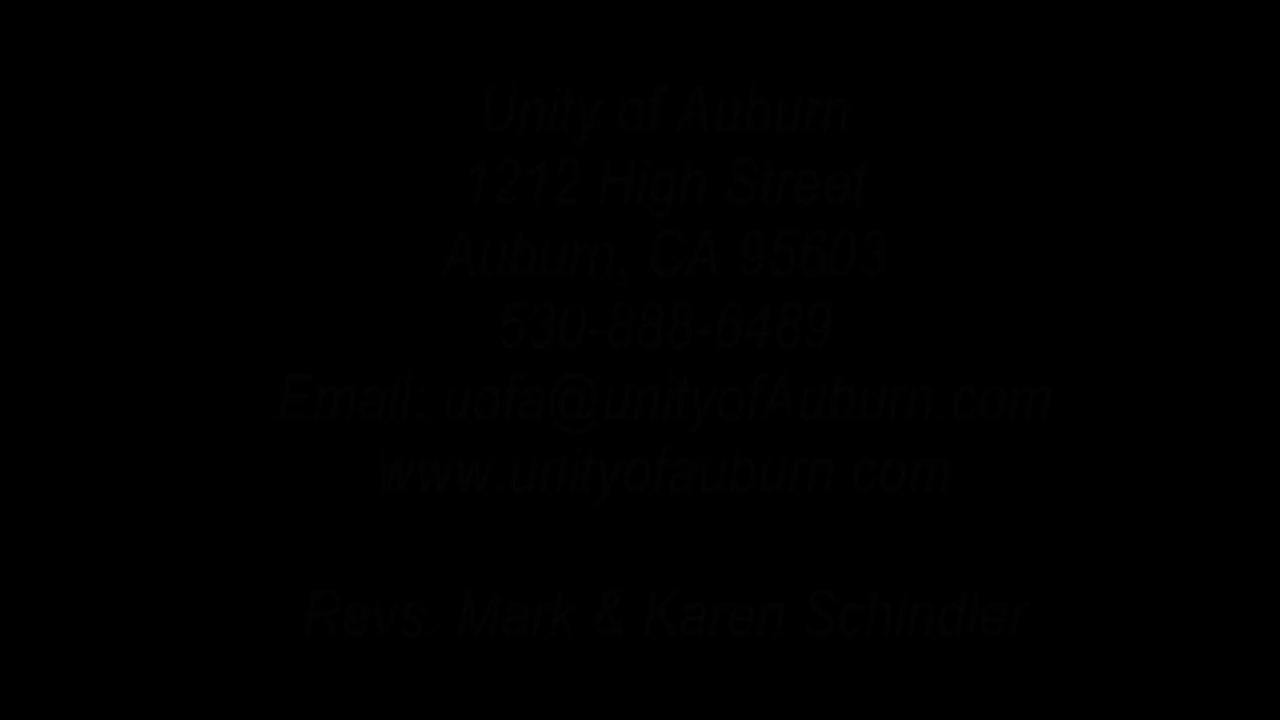 Unity of Auburn
1212 High Street
Auburn, CA 95603
530-888-6489
Email: uofa@unityofAuburn.com
www.unityofauburn.com
Revs. Mark & Karen Schindler